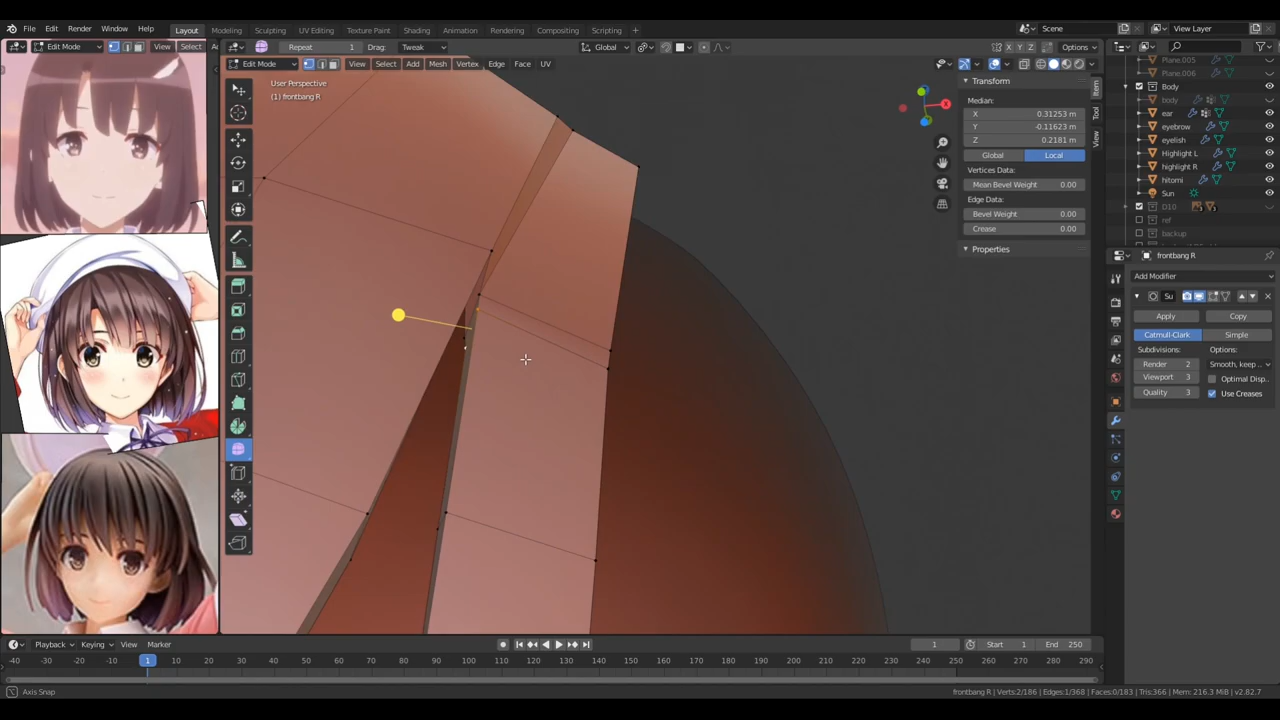 File Edit Render Window Help Layout Modeling Sculpting UV Editing Texture Paint Shading Animation Rendering Compositing Scripting + Scene View Layer
Edit Mode View Select Repeat 1 Drag: Tweak Global X Y Z Options
Edit Mode View Select Add Mesh Vertex Edge Face UV
User Perspective
(1) frontbang R
Transform
Median:
X 0.31253 m
Y -0.11623 m
Z 0.2181 m
Global Local
Vertices Data:
Mean Bevel Weight 0.00
Edge Data:
Bevel Weight 0.00
Crease 0.00
Properties
Item
Tool
View
X
Plane.005
Plane.006
Body
body
ear
eyebrow
eyelish
Highlight L
highlight R
hitomi
Sun
D10
ref
backup
frontbang R
Add Modifier
Su
Apply Copy
Catmull-Clark Simple
Subdivisions: Options:
Render 2 Smooth, keep ..
Viewport 3 Optimal Disp..
Quality 3 Use Creases
Playback Keying View Marker 1 Start 1 End 250
-40 -30 -20 -10 1 10 20 30 40 50 60 70 80 90 100 110 120 130 140 150 160 170 180 190 200 210 220 230 240 250 260 270 280 290
Axis Snap
frontbang R | Verts:2/186 | Edges:1/368 | Faces:0/183 | Tris:366 | Mem: 216.3 MiB | v2.82.7